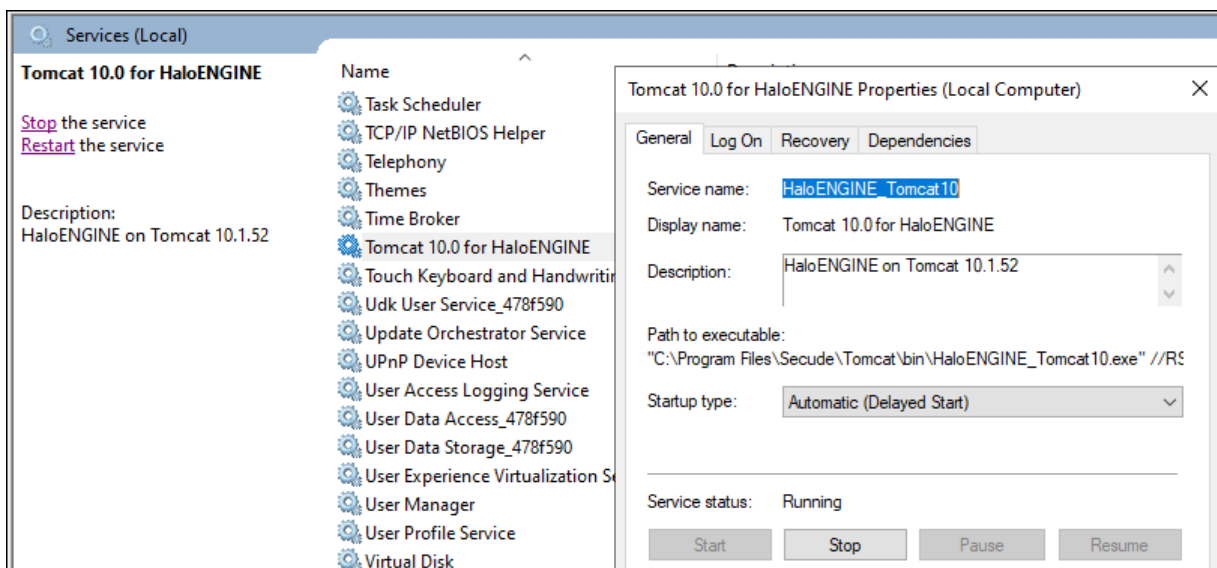 Services (Local)
Tomcat 10.0 for HaloENGINE
Stop the service
Restart the service
Description:
HaloENGINE on Tomcat 10.1.52
Name
Task Scheduler
TCP/IP NetBIOS Helper
Telephony
Themes
Time Broker
Tomcat 10.0 for HaloENGINE
Touch Keyboard and Handwritin
Udk User Service_478f590
Update Orchestrator Service
UPnP Device Host
User Access Logging Service
User Data Access_478f590
User Data Storage_478f590
User Experience Virtualization Se
User Manager
User Profile Service
Virtual Disk
Tomcat 10.0 for HaloENGINE Properties (Local Computer)
General Log On Recovery Dependencies
Service name: HaloENGINE_Tomcat10
Display name: Tomcat 10.0 for HaloENGINE
Description: HaloENGINE on Tomcat 10.1.52
Path to executable:
"C:\Program Files\Secude\Tomcat\bin\HaloENGINE_Tomcat10.exe" //RS
Startup type: Automatic (Delayed Start)
Service status: Running
Start Stop Pause Resume